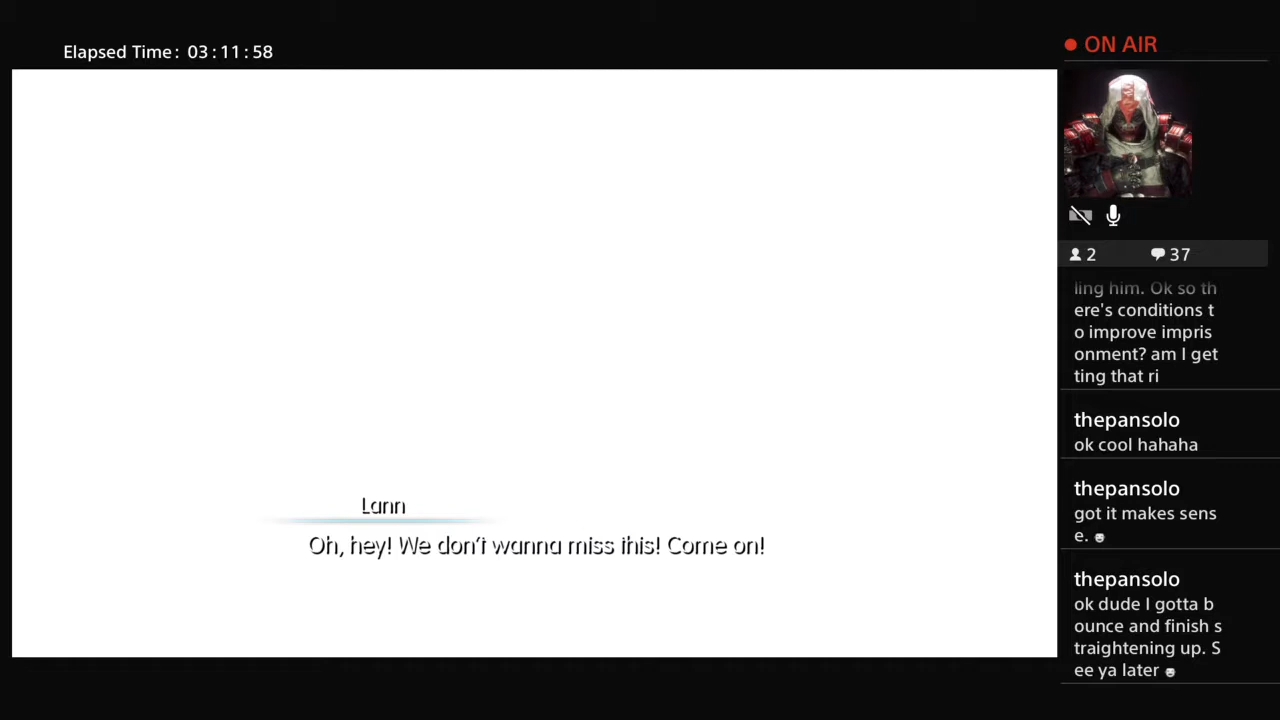 Elapsed Time: 03:11:58
ON AIR
2
37
ling him. Ok so th
ere's conditions t
o improve impris
onment? am I get
ting that ri
thepansolo
ok cool hahaha
thepansolo
got it makes sens
e.
thepansolo
ok dude I gotta b
ounce and finish s
traightening up. S
ee ya later
Lann
Oh, hey! We don't wanna miss this! Come on!